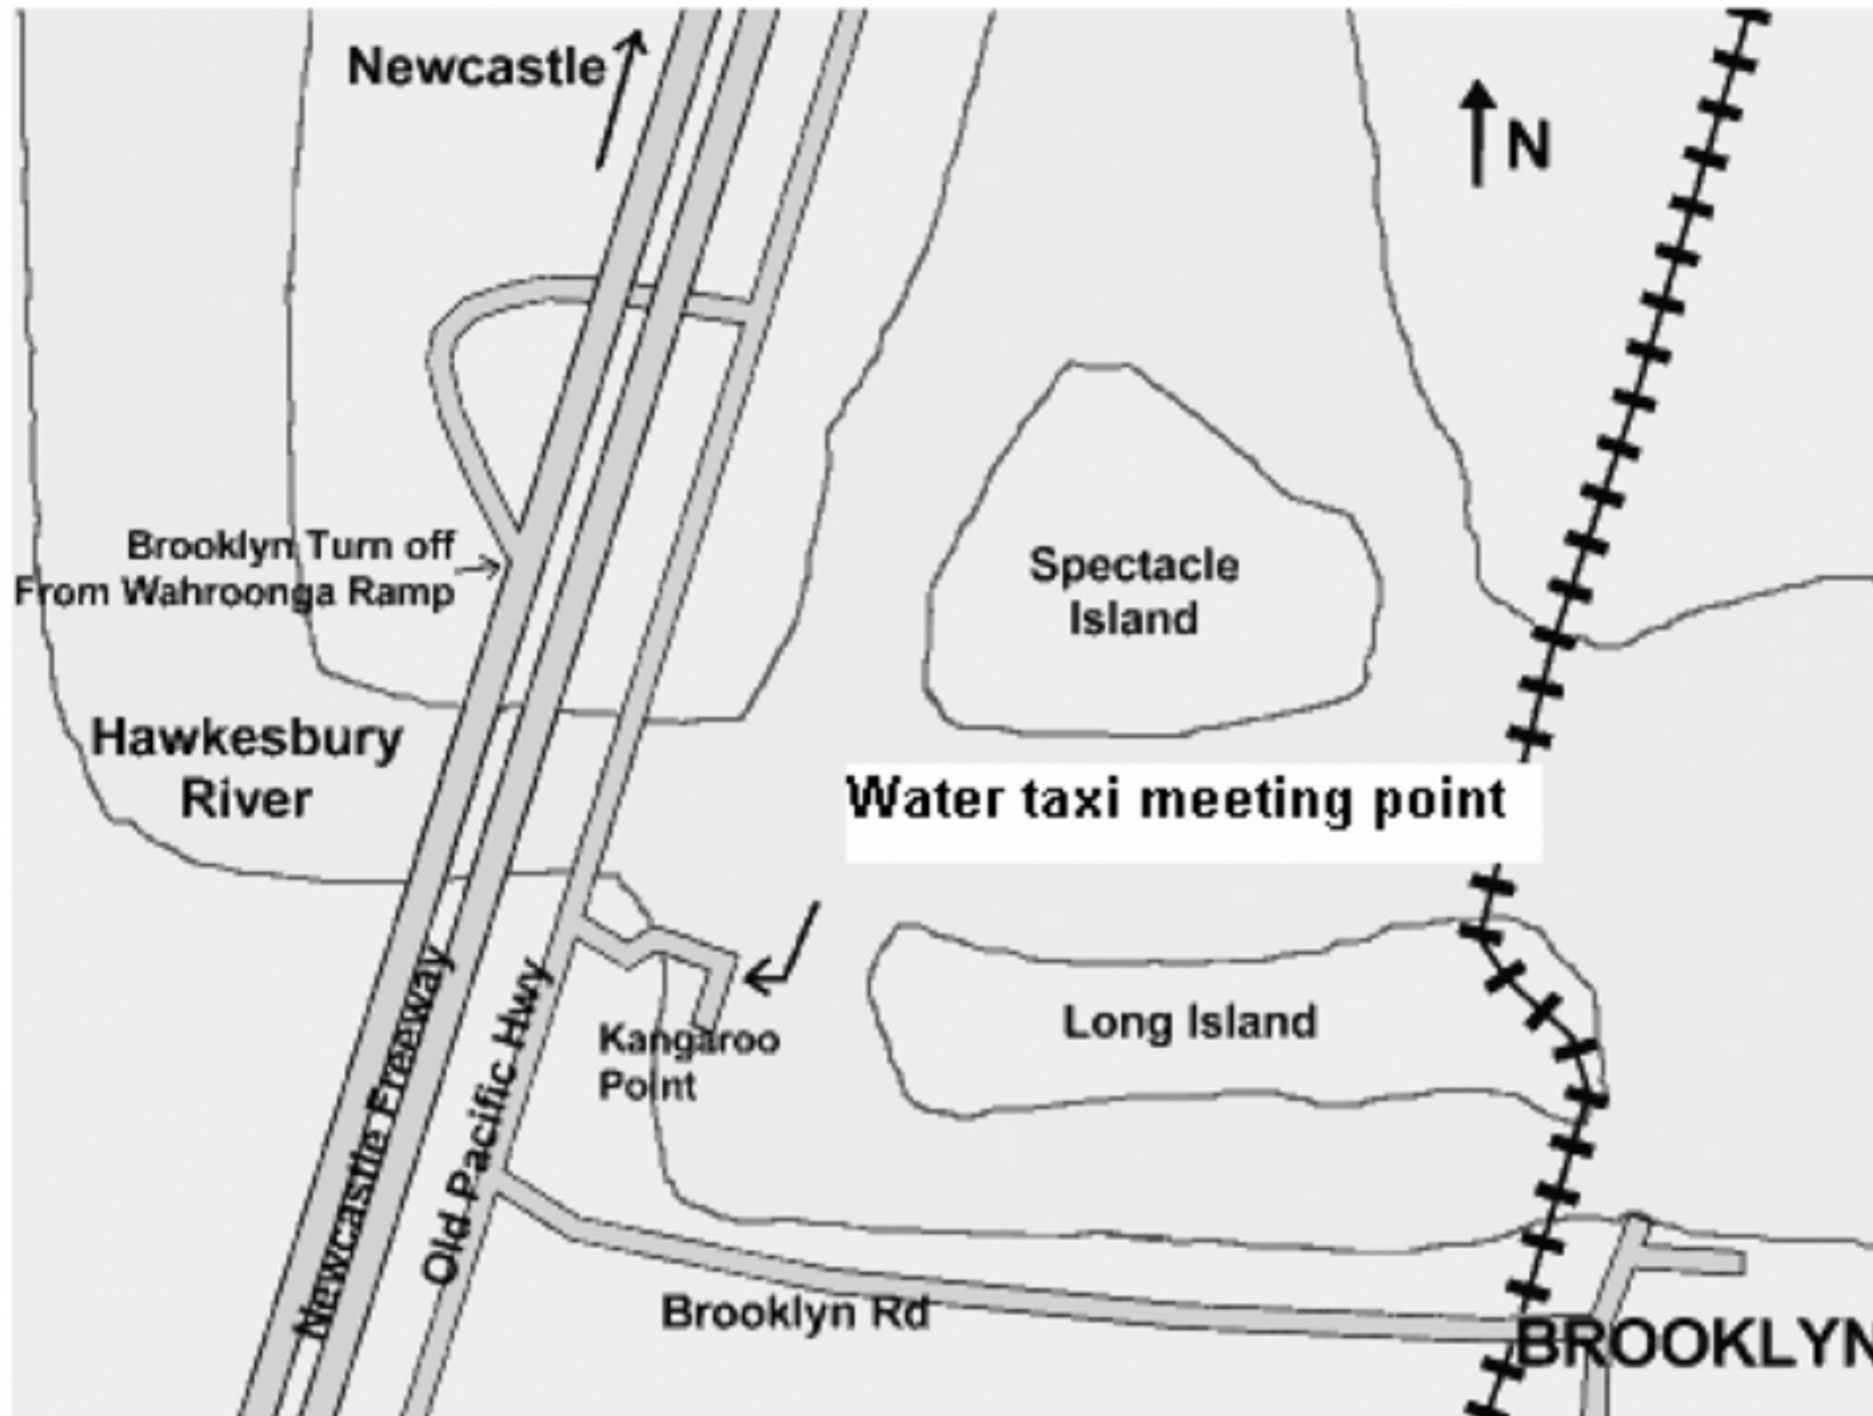 Newcastle
N
Brooklyn Turn off
From Wahroonga Ramp
Spectacle
Island
Hawkesbury
River
Water taxi meeting point
Newcastle Freeway
Old Pacific Hwy
Kangaroo
Point
Long Island
Brooklyn Rd
BROOKLYN